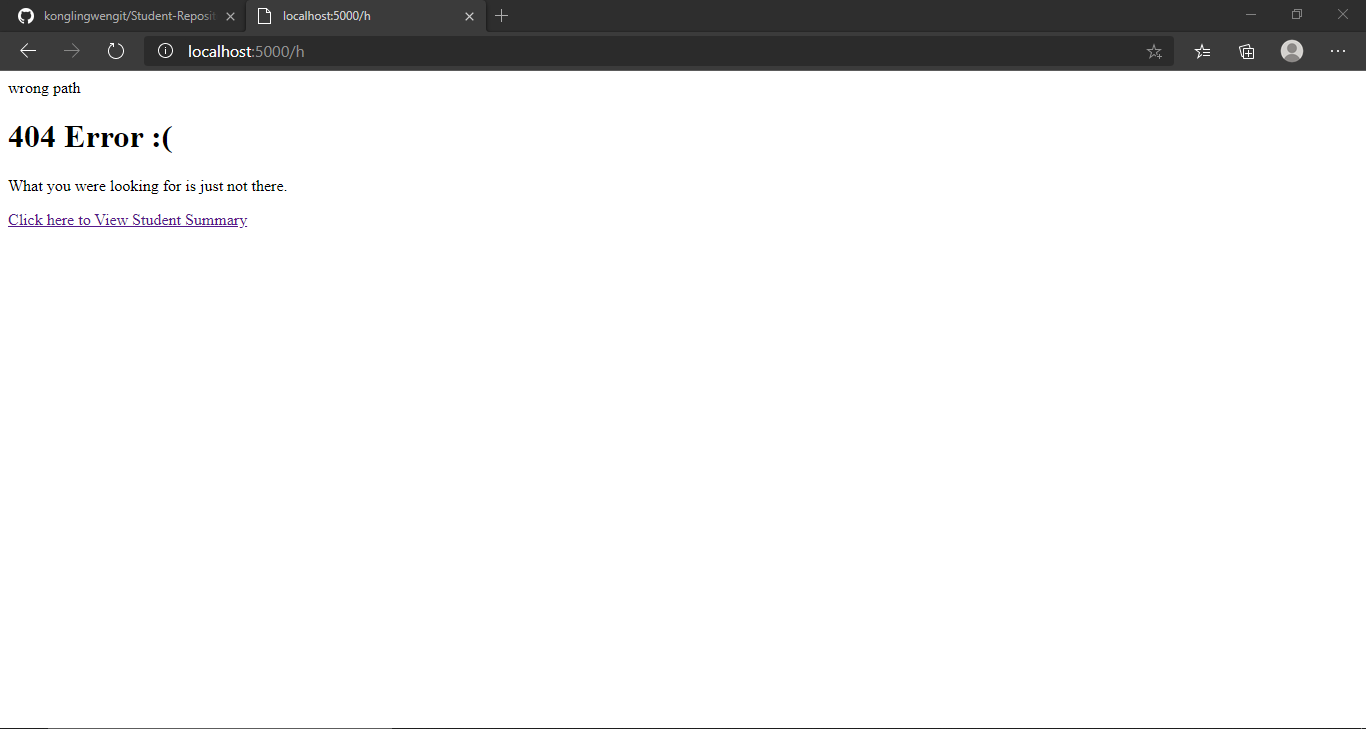 konglingwengit/Student-Reposit
localhost:5000/h
localhost:5000/h
wrong path
404 Error :(
What you were looking for is just not there.
Click here to View Student Summary